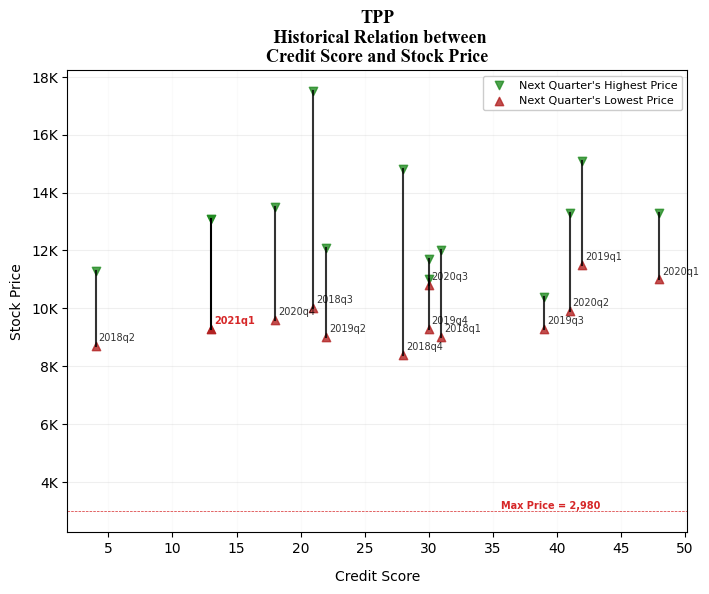 TPP
Historical Relation between
Credit Score and Stock Price
Next Quarter's Highest Price
Next Quarter's Lowest Price
18K
16K
14K
12K
10K
8K
6K
4K
Stock Price
2018q2
2021q1
2020q4
2018q3
2019q2
2018q4
2020q3
2019q4
2018q1
2019q3
2020q2
2019q1
2020q1
Max Price = 2,980
5 10 15 20 25 30 35 40 45 50
Credit Score